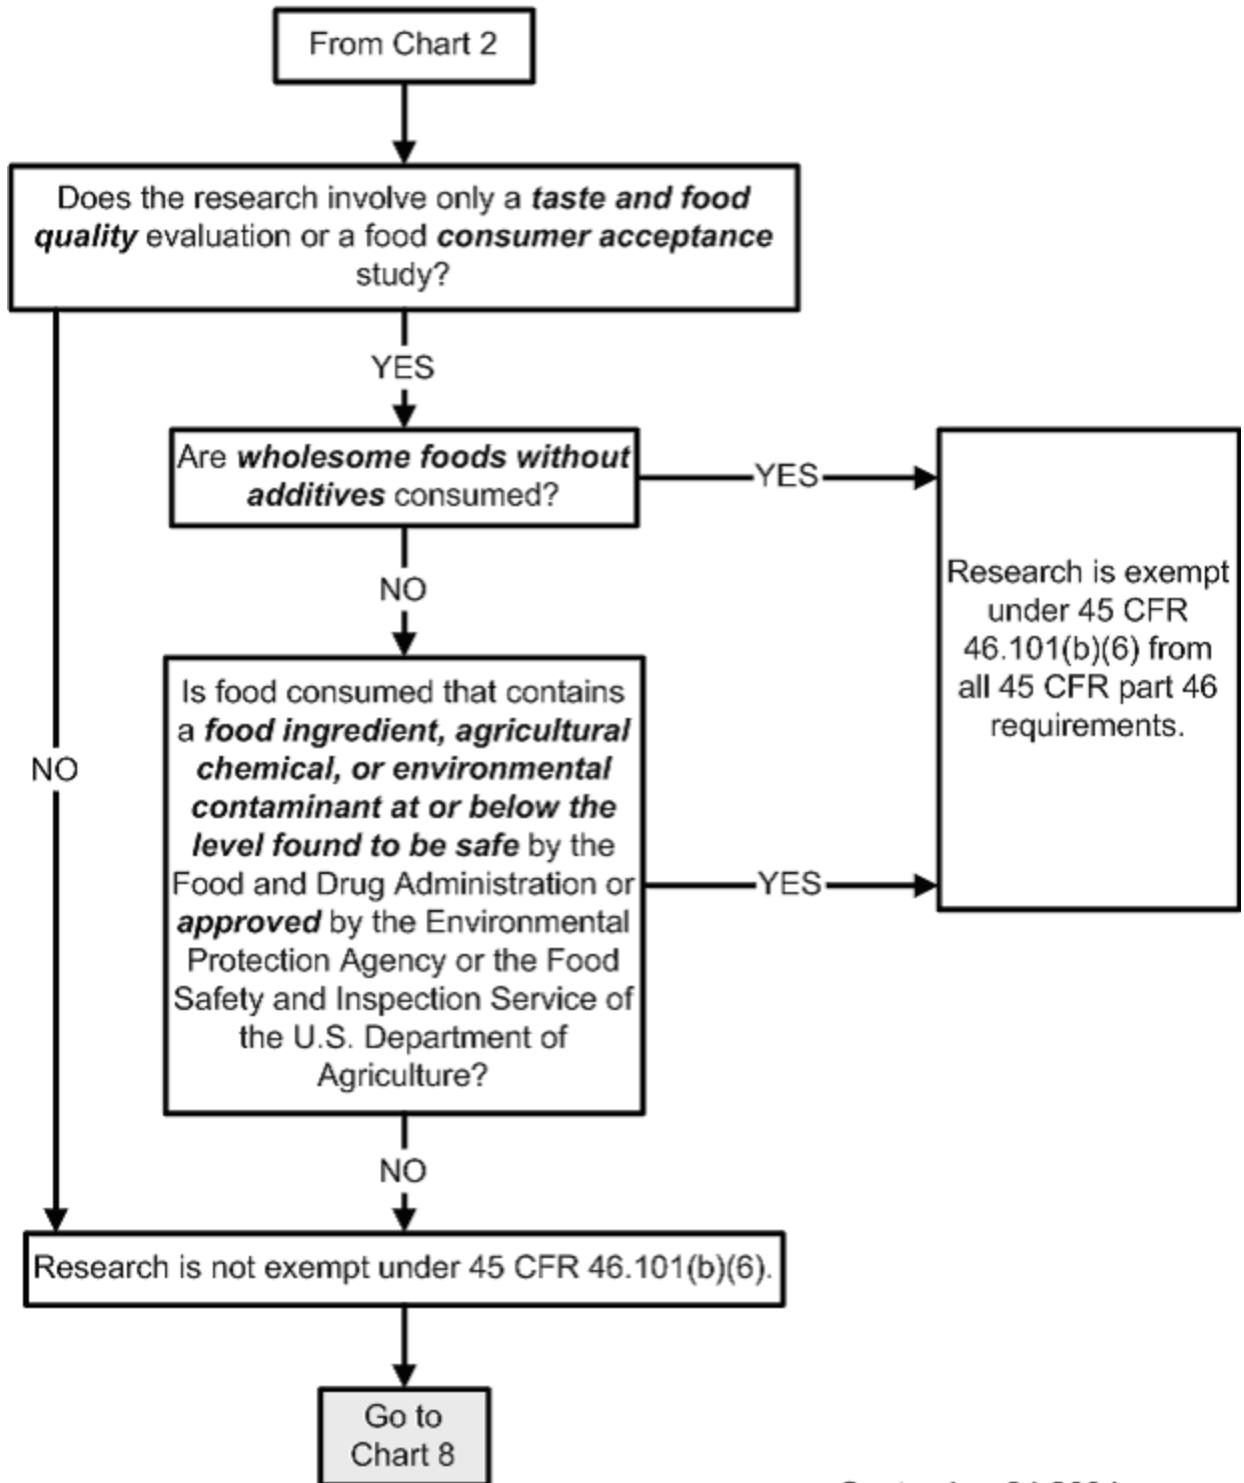 From Chart 2
Does the research involve only a taste and food
quality evaluation or a food consumer acceptance
study?
YES
Are wholesome foods without
additives consumed?
YES
NO
Research is exempt
under 45 CFR
46.101(b)(6) from
all 45 CFR part 46
requirements.
Is food consumed that contains
a food ingredient, agricultural
chemical, or environmental
contaminant at or below the
level found to be safe by the
Food and Drug Administration or
approved by the Environmental
Protection Agency or the Food
Safety and Inspection Service of
the U.S. Department of
Agriculture?
NO
YES
NO
Research is not exempt under 45 CFR 46.101(b)(6).
Go to
Chart 8